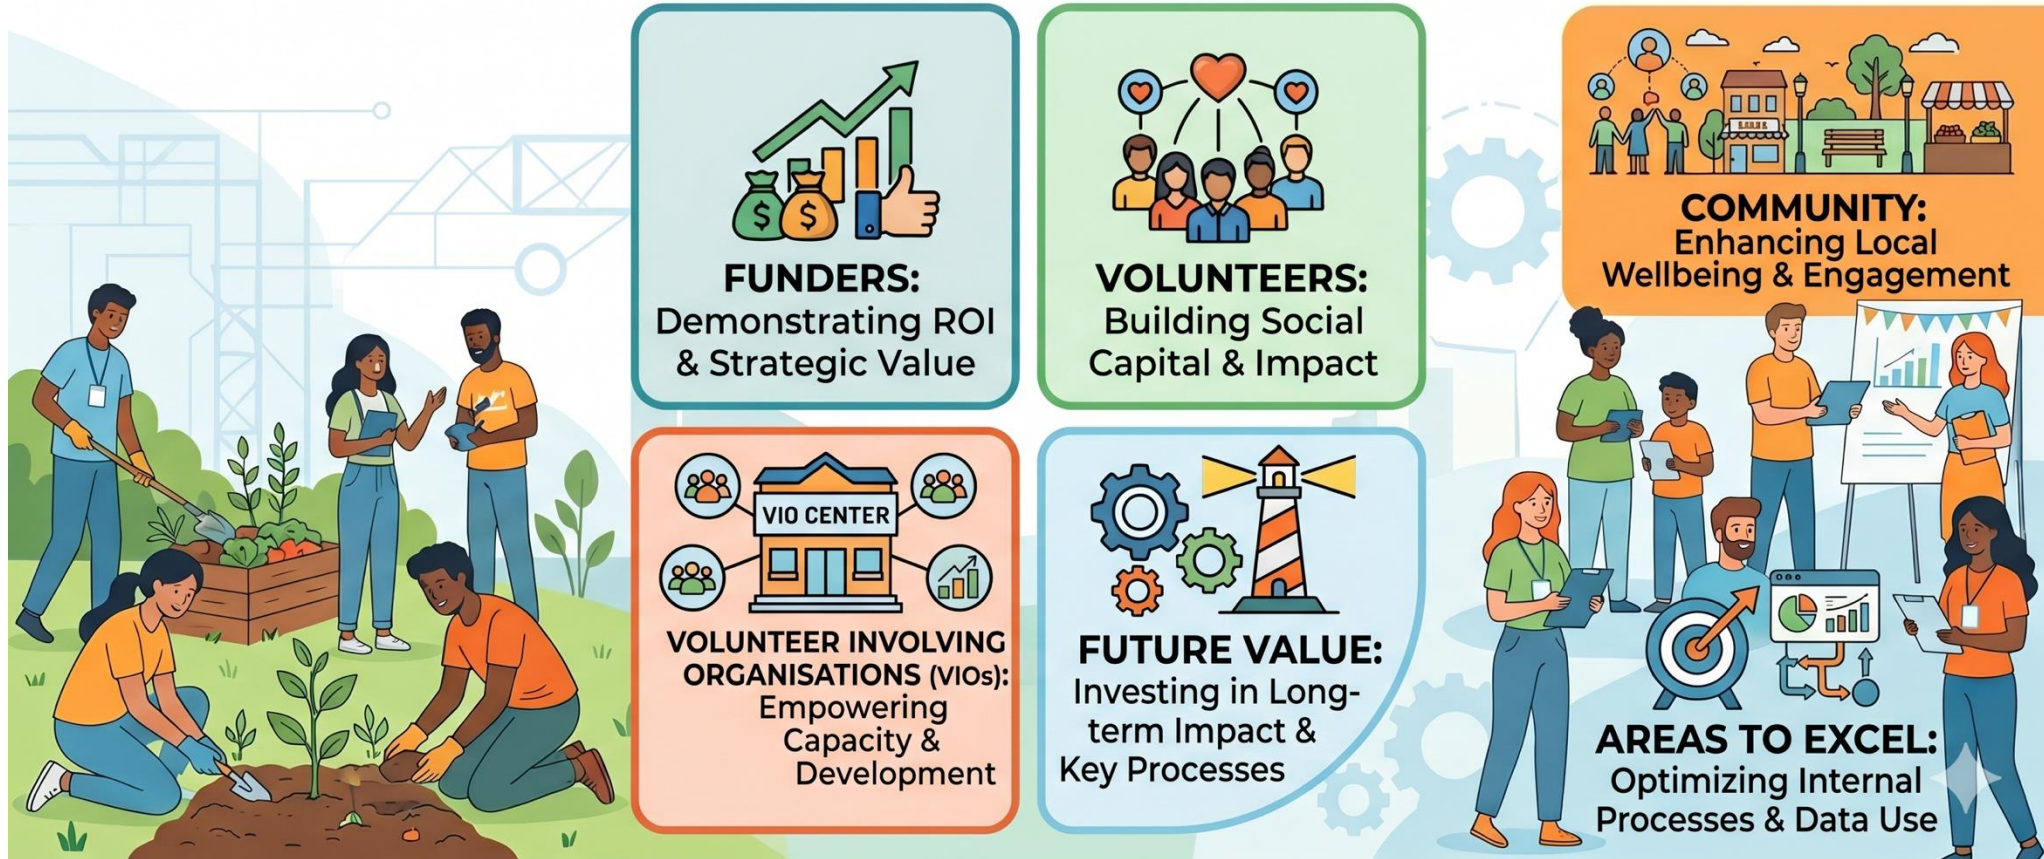 FUNDERS:
Demonstrating ROI
& Strategic Value
VOLUNTEERS:
Building Social
Capital & Impact
COMMUNITY:
Enhancing Local
Wellbeing & Engagement
VIO CENTER
VOLUNTEER INVOLVING
ORGANISATIONS (VIOs):
Empowering
Capacity &
Development
FUTURE VALUE:
Investing in Long-
term Impact &
Key Processes
AREAS TO EXCEL:
Optimizing Internal
Processes & Data Use